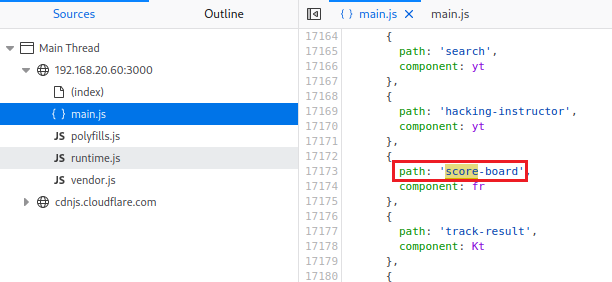 Sources
Outline
Main Thread
192.168.20.60:3000
(index)
{ } main.js
JS polyfills.js
JS runtime.js
JS vendor.js
cdnjs.cloudflare.com
{ } main.js ×
main.js
17164 {
17165 path: 'search',
17166 component: yt
17167 },
17168 {
17169 path: 'hacking-instructor',
17170 component: yt
17171 },
17172 {
17173 path: 'score-board',
17174 component: fr
17175 },
17176 {
17177 path: 'track-result',
17178 component: Kt
17179 },
17180 {